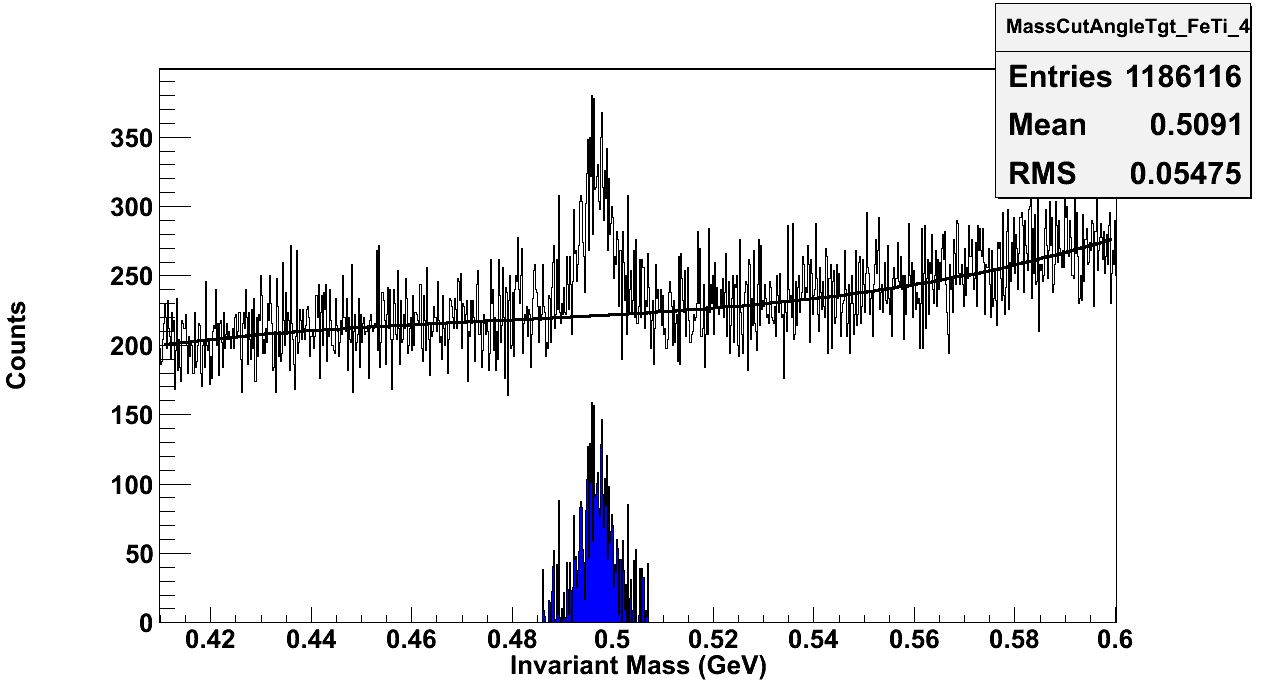 MassCutAngleTgt_FeTi_4
Entries 1186116
Mean 0.5091
RMS 0.05475
Counts
350
300
250
200
150
100
50
0
0.42 0.44 0.46 0.48 0.5 0.52 0.54 0.56 0.58 0.6
Invariant Mass (GeV)